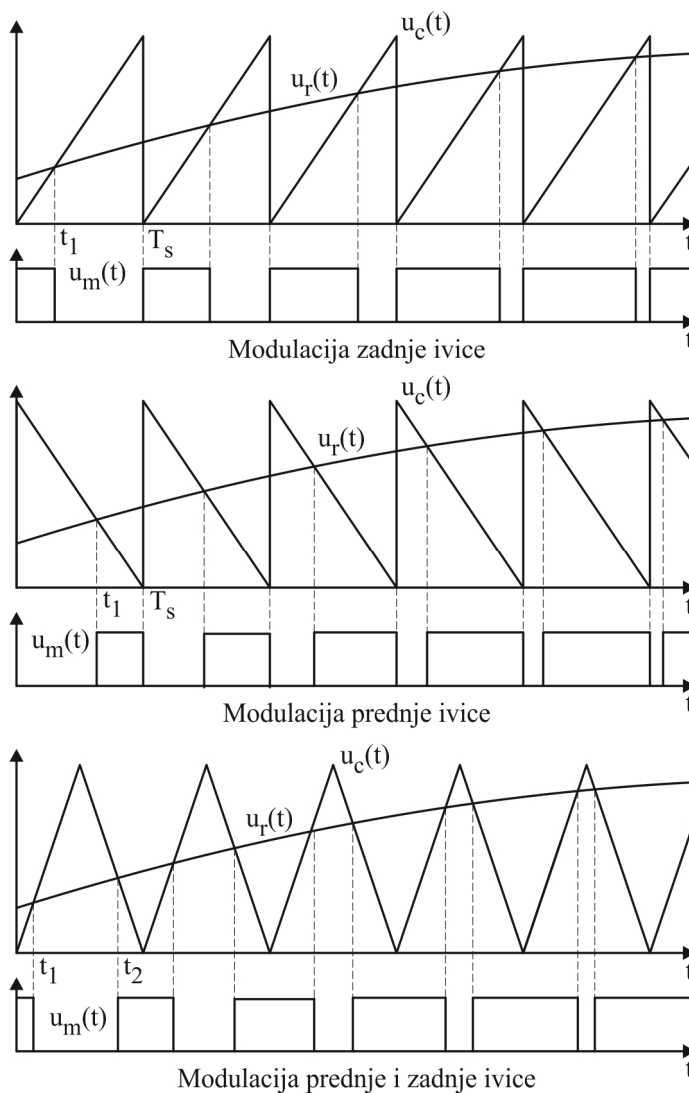 u_c(t)
u_r(t)
t_1 T_s t
u_m(t)
t
Modulacija zadnje ivice
u_c(t)
u_r(t)
t_1 T_s t
u_m(t)
t
Modulacija prednje ivice
u_c(t)
u_r(t)
t_1 t_2 t
u_m(t)
t
Modulacija prednje i zadnje ivice